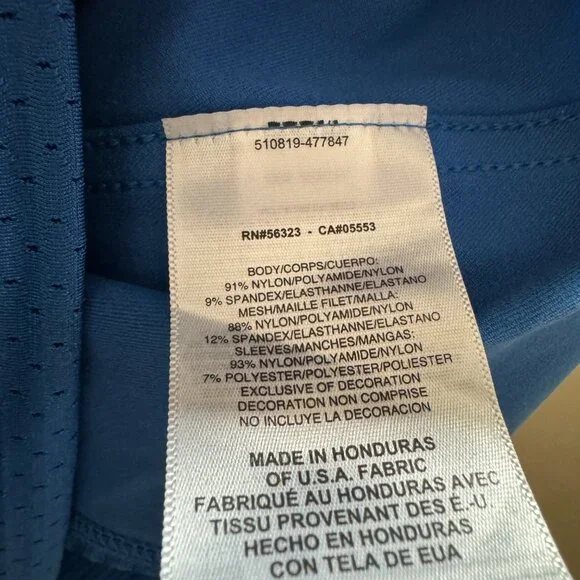 510819-477847
RN#56323 - CA#05553
BODY/CORPS/CUERPO:
91% NYLON/POLYAMIDE/NYLON
9% SPANDEX/ELASTHANNE/ELASTANO
MESH/MAILLE FILET/MALLA:
88% NYLON/POLYAMIDE/NYLON
12% SPANDEX/ELASTHANNE/ELASTANO
SLEEVES/MANCHES/MANGAS:
93% NYLON/POLYAMIDE/NYLON
7% POLYESTER/POLYESTER/POLIESTER
EXCLUSIVE OF DECORATION
DECORATION NON COMPRISE
NO INCLUYE LA DECORACION
MADE IN HONDURAS
OF U.S.A. FABRIC
FABRIQUÉ AU HONDURAS AVEC
TISSU PROVENANT DES É.-U.
HECHO EN HONDURAS
CON TELA DE EUA